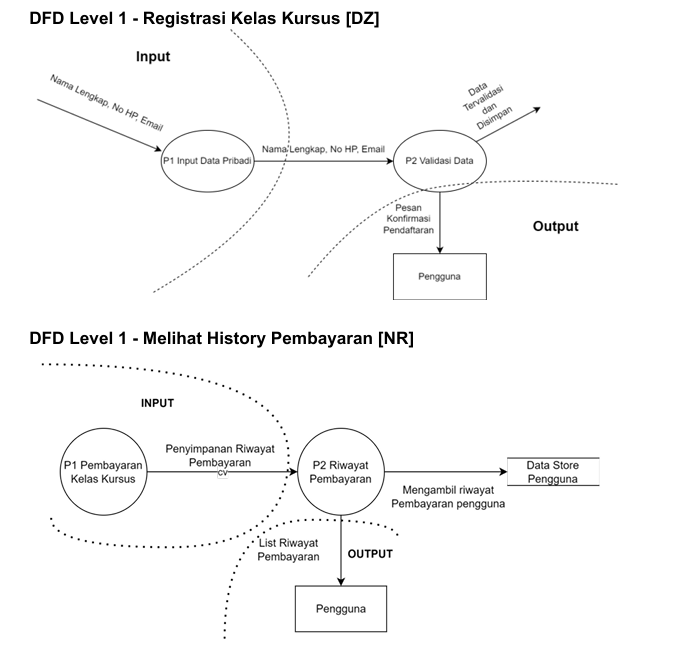 DFD Level 1 - Registrasi Kelas Kursus [DZ]
Input
Nama Lengkap, No HP, Email
P1 Input Data Pribadi
Nama Lengkap, No HP, Email
P2 Validasi Data
Data
Tervalidasi
dan
Disimpan
Pesan
Konfirmasi
Pendaftaran
Output
Pengguna
DFD Level 1 - Melihat History Pembayaran [NR]
INPUT
P1 Pembayaran
Kelas Kursus
Penyimpanan Riwayat
Pembayaran
cv
P2 Riwayat
Pembayaran
Data Store
Pengguna
Mengambil riwayat
Pembayaran pengguna
List Riwayat
Pembayaran
OUTPUT
Pengguna